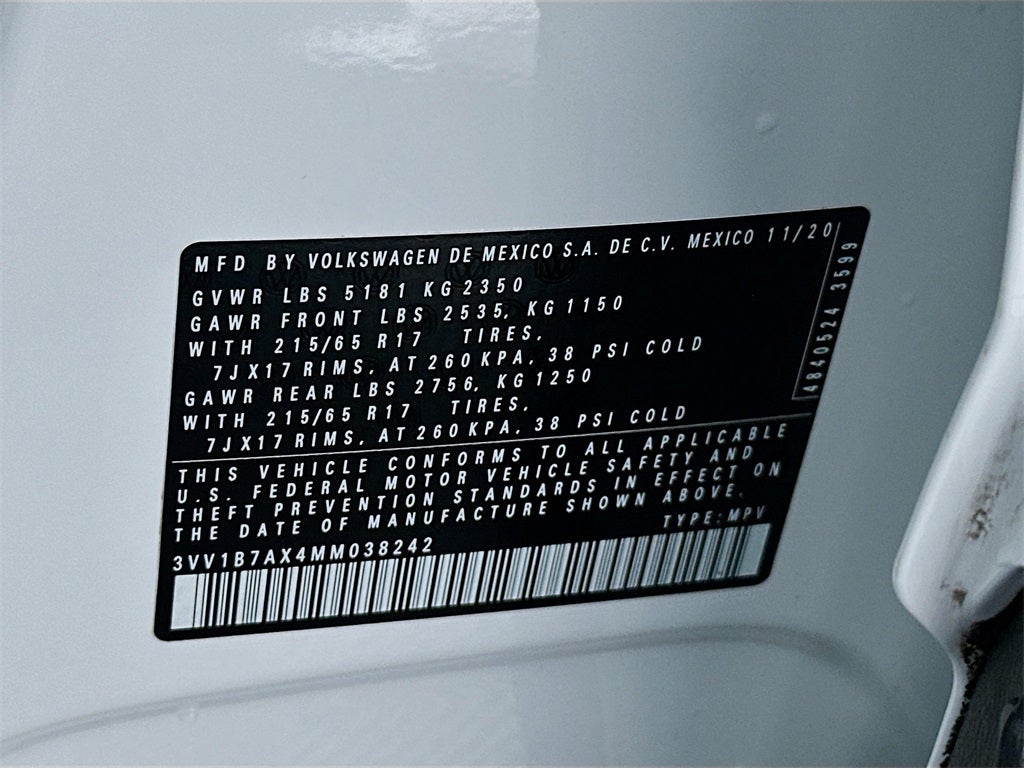 MFD BY VOLKSWAGEN DE MEXICO S.A. DE C.V. MEXICO 11/20
GVWR LBS 5181 KG 2350
GAWR FRONT LBS 2535, KG 1150
WITH 215/65 R17 TIRES,
7JX17 RIMS, AT 260 KPA, 38 PSI COLD
GAWR REAR LBS 2756, KG 1250
WITH 215/65 R17 TIRES,
7JX17 RIMS, AT 260 KPA, 38 PSI COLD
4840524 3599
THIS VEHICLE CONFORMS TO ALL APPLICABLE
U.S. FEDERAL MOTOR VEHICLE SAFETY AND
THEFT PREVENTION STANDARDS IN EFFECT ON
THE DATE OF MANUFACTURE SHOWN ABOVE.
TYPE: MPV
3VV1B7AX4MM038242